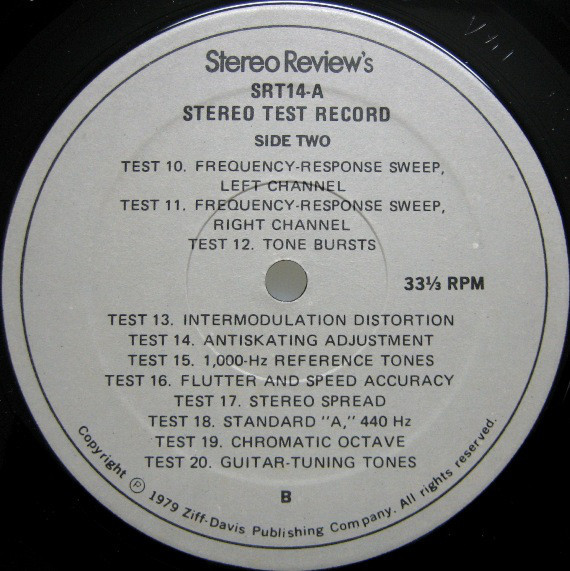 Stereo Review's
SRT14-A
STEREO TEST RECORD
SIDE TWO
TEST 10. FREQUENCY-RESPONSE SWEEP,
LEFT CHANNEL
TEST 11. FREQUENCY-RESPONSE SWEEP,
RIGHT CHANNEL
TEST 12. TONE BURSTS
33⅓ RPM
TEST 13. INTERMODULATION DISTORTION
TEST 14. ANTISKATING ADJUSTMENT
TEST 15. 1,000-Hz REFERENCE TONES
TEST 16. FLUTTER AND SPEED ACCURACY
TEST 17. STEREO SPREAD
TEST 18. STANDARD "A," 440 Hz
TEST 19. CHROMATIC OCTAVE
TEST 20. GUITAR-TUNING TONES
B
Copyright ℗ 1979 Ziff-Davis Publishing Company. All rights reserved.